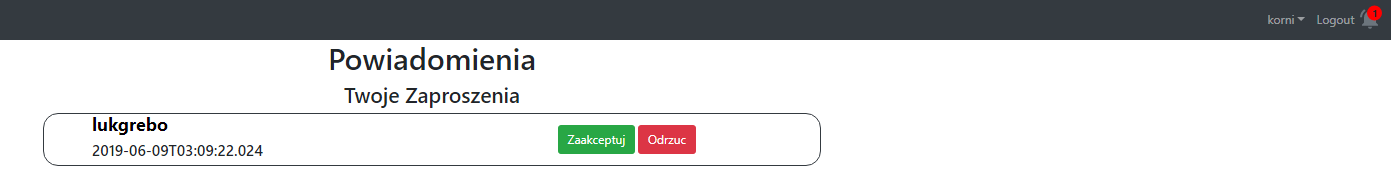 korni Logout 1
Powiadomienia
Twoje Zaproszenia
lukgrebo
2019-06-09T03:09:22.024
Zaakceptuj Odrzuc